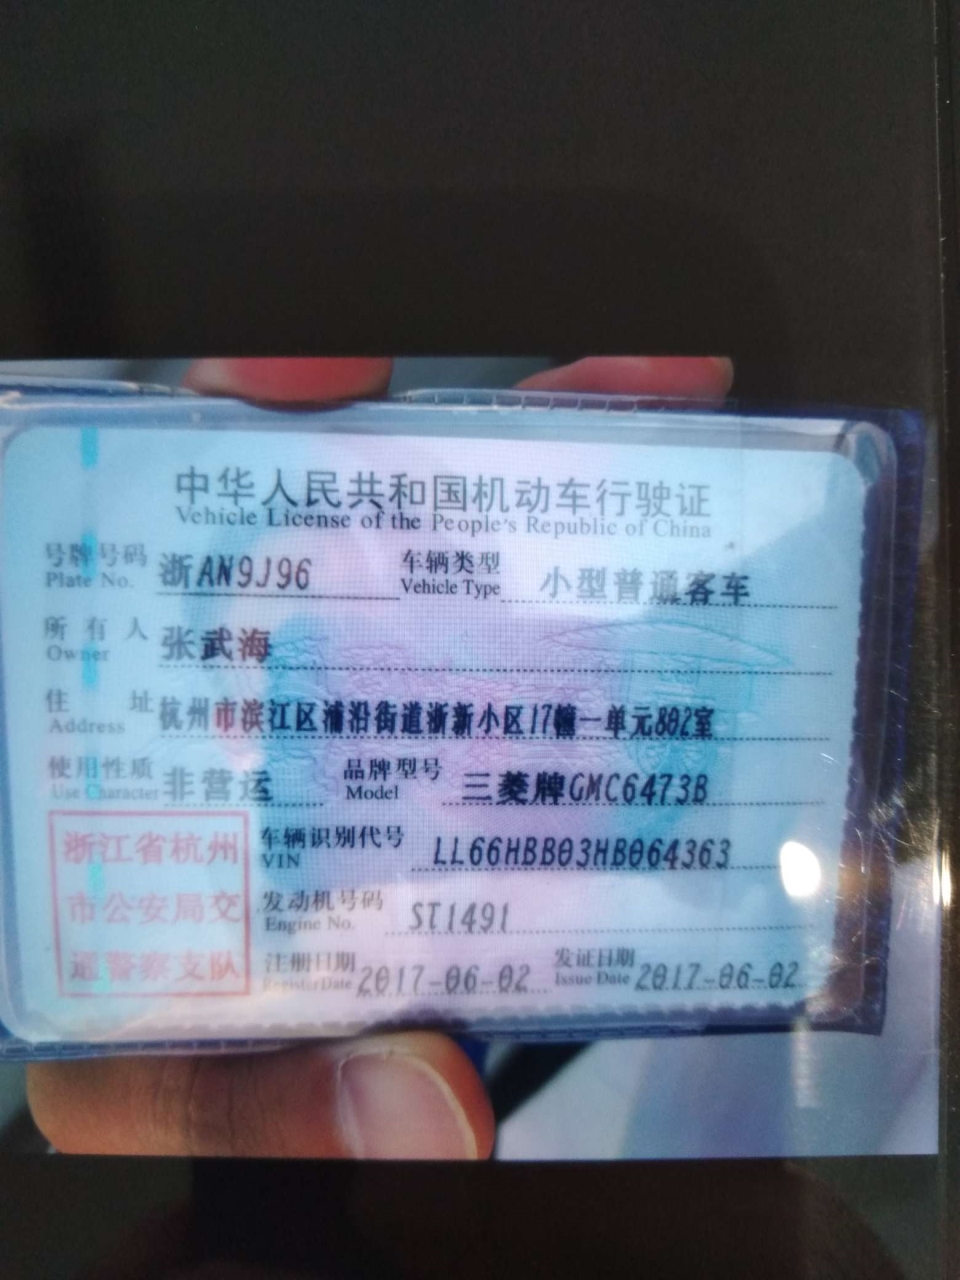 中华人民共和国机动车行驶证
Vehicle License of the People's Republic of China
号牌号码 浙AN9J96 车辆类型 小型普通客车
Plate No. Vehicle Type
所有人 张武海
Owner
住址 杭州市滨江区浦沿街道浙新小区17幢一单元802室
Address
使用性质 非营运 品牌型号 三菱牌GMC6473B
Use Character Model
浙江省杭州
市公安局交
通警察支队
车辆识别代号 LL66HBB03HB064363
VIN
发动机号码 ST1491
Engine No.
注册日期 2017-06-02 发证日期 2017-06-02
Register Date Issue Date